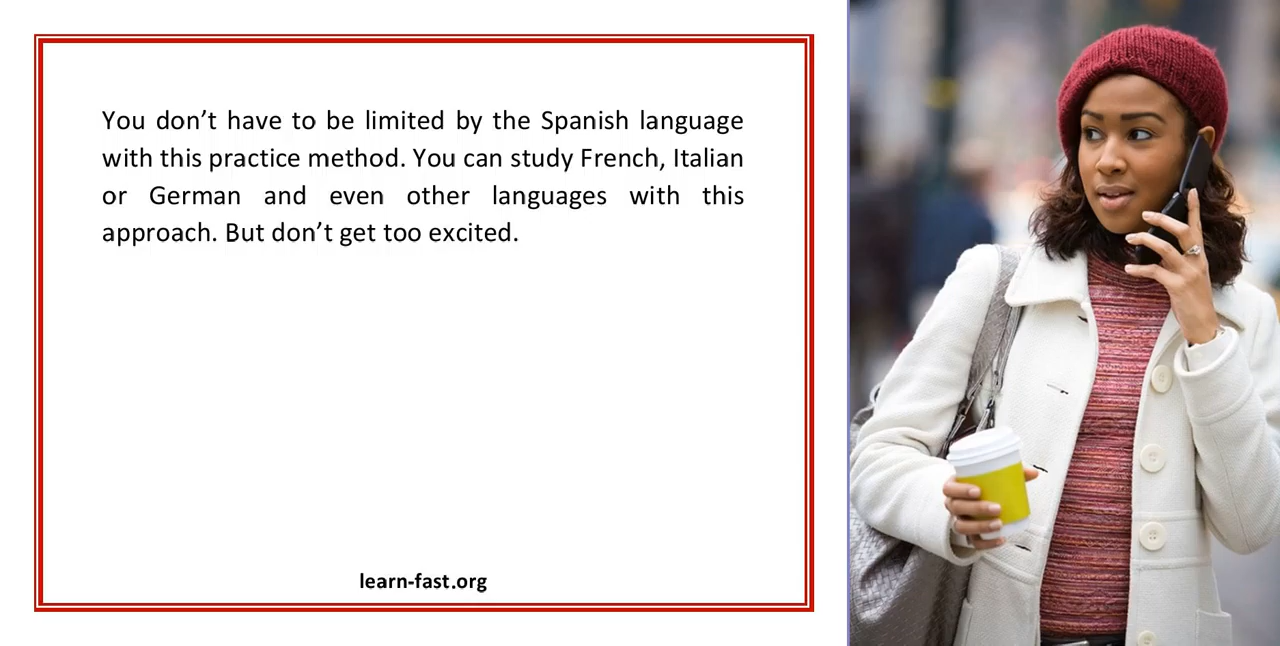 You don’t have to be limited by the Spanish language
with this practice method. You can study French, Italian
or German and even other languages with this
approach. But don’t get too excited.
learn-fast.org